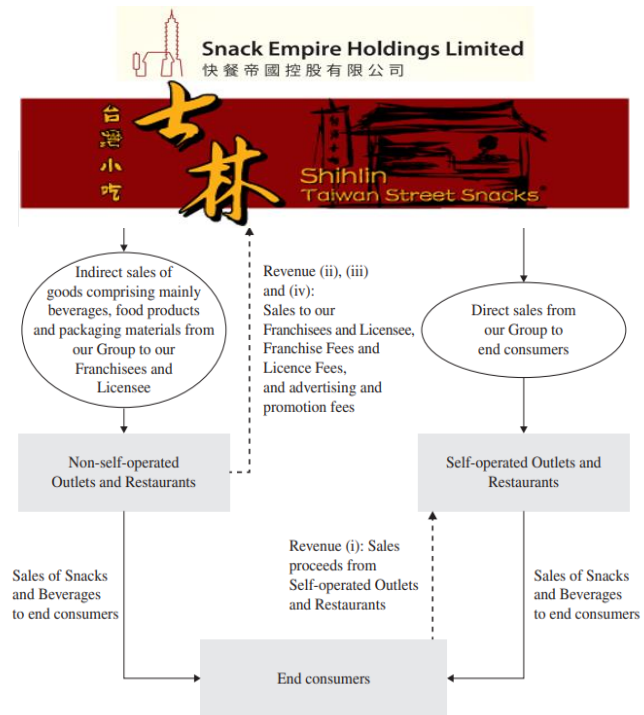 Snack Empire Holdings Limited
快餐帝國控股有限公司
台灣小吃
士林
Shihlin
Taiwan Street Snacks
Indirect sales of
goods comprising mainly
beverages, food products
and packaging materials from
our Group to our
Franchisees and
Licensee
Revenue (ii), (iii)
and (iv):
Sales to our
Franchisees and Licensee,
Franchise Fees and
Licence Fees,
and advertising and
promotion fees
Direct sales from
our Group to
end consumers
Non-self-operated
Outlets and Restaurants
Self-operated Outlets and
Restaurants
Sales of Snacks
and Beverages
to end consumers
Revenue (i): Sales
proceeds from
Self-operated Outlets
and Restaurants
Sales of Snacks
and Beverages
to end consumers
End consumers